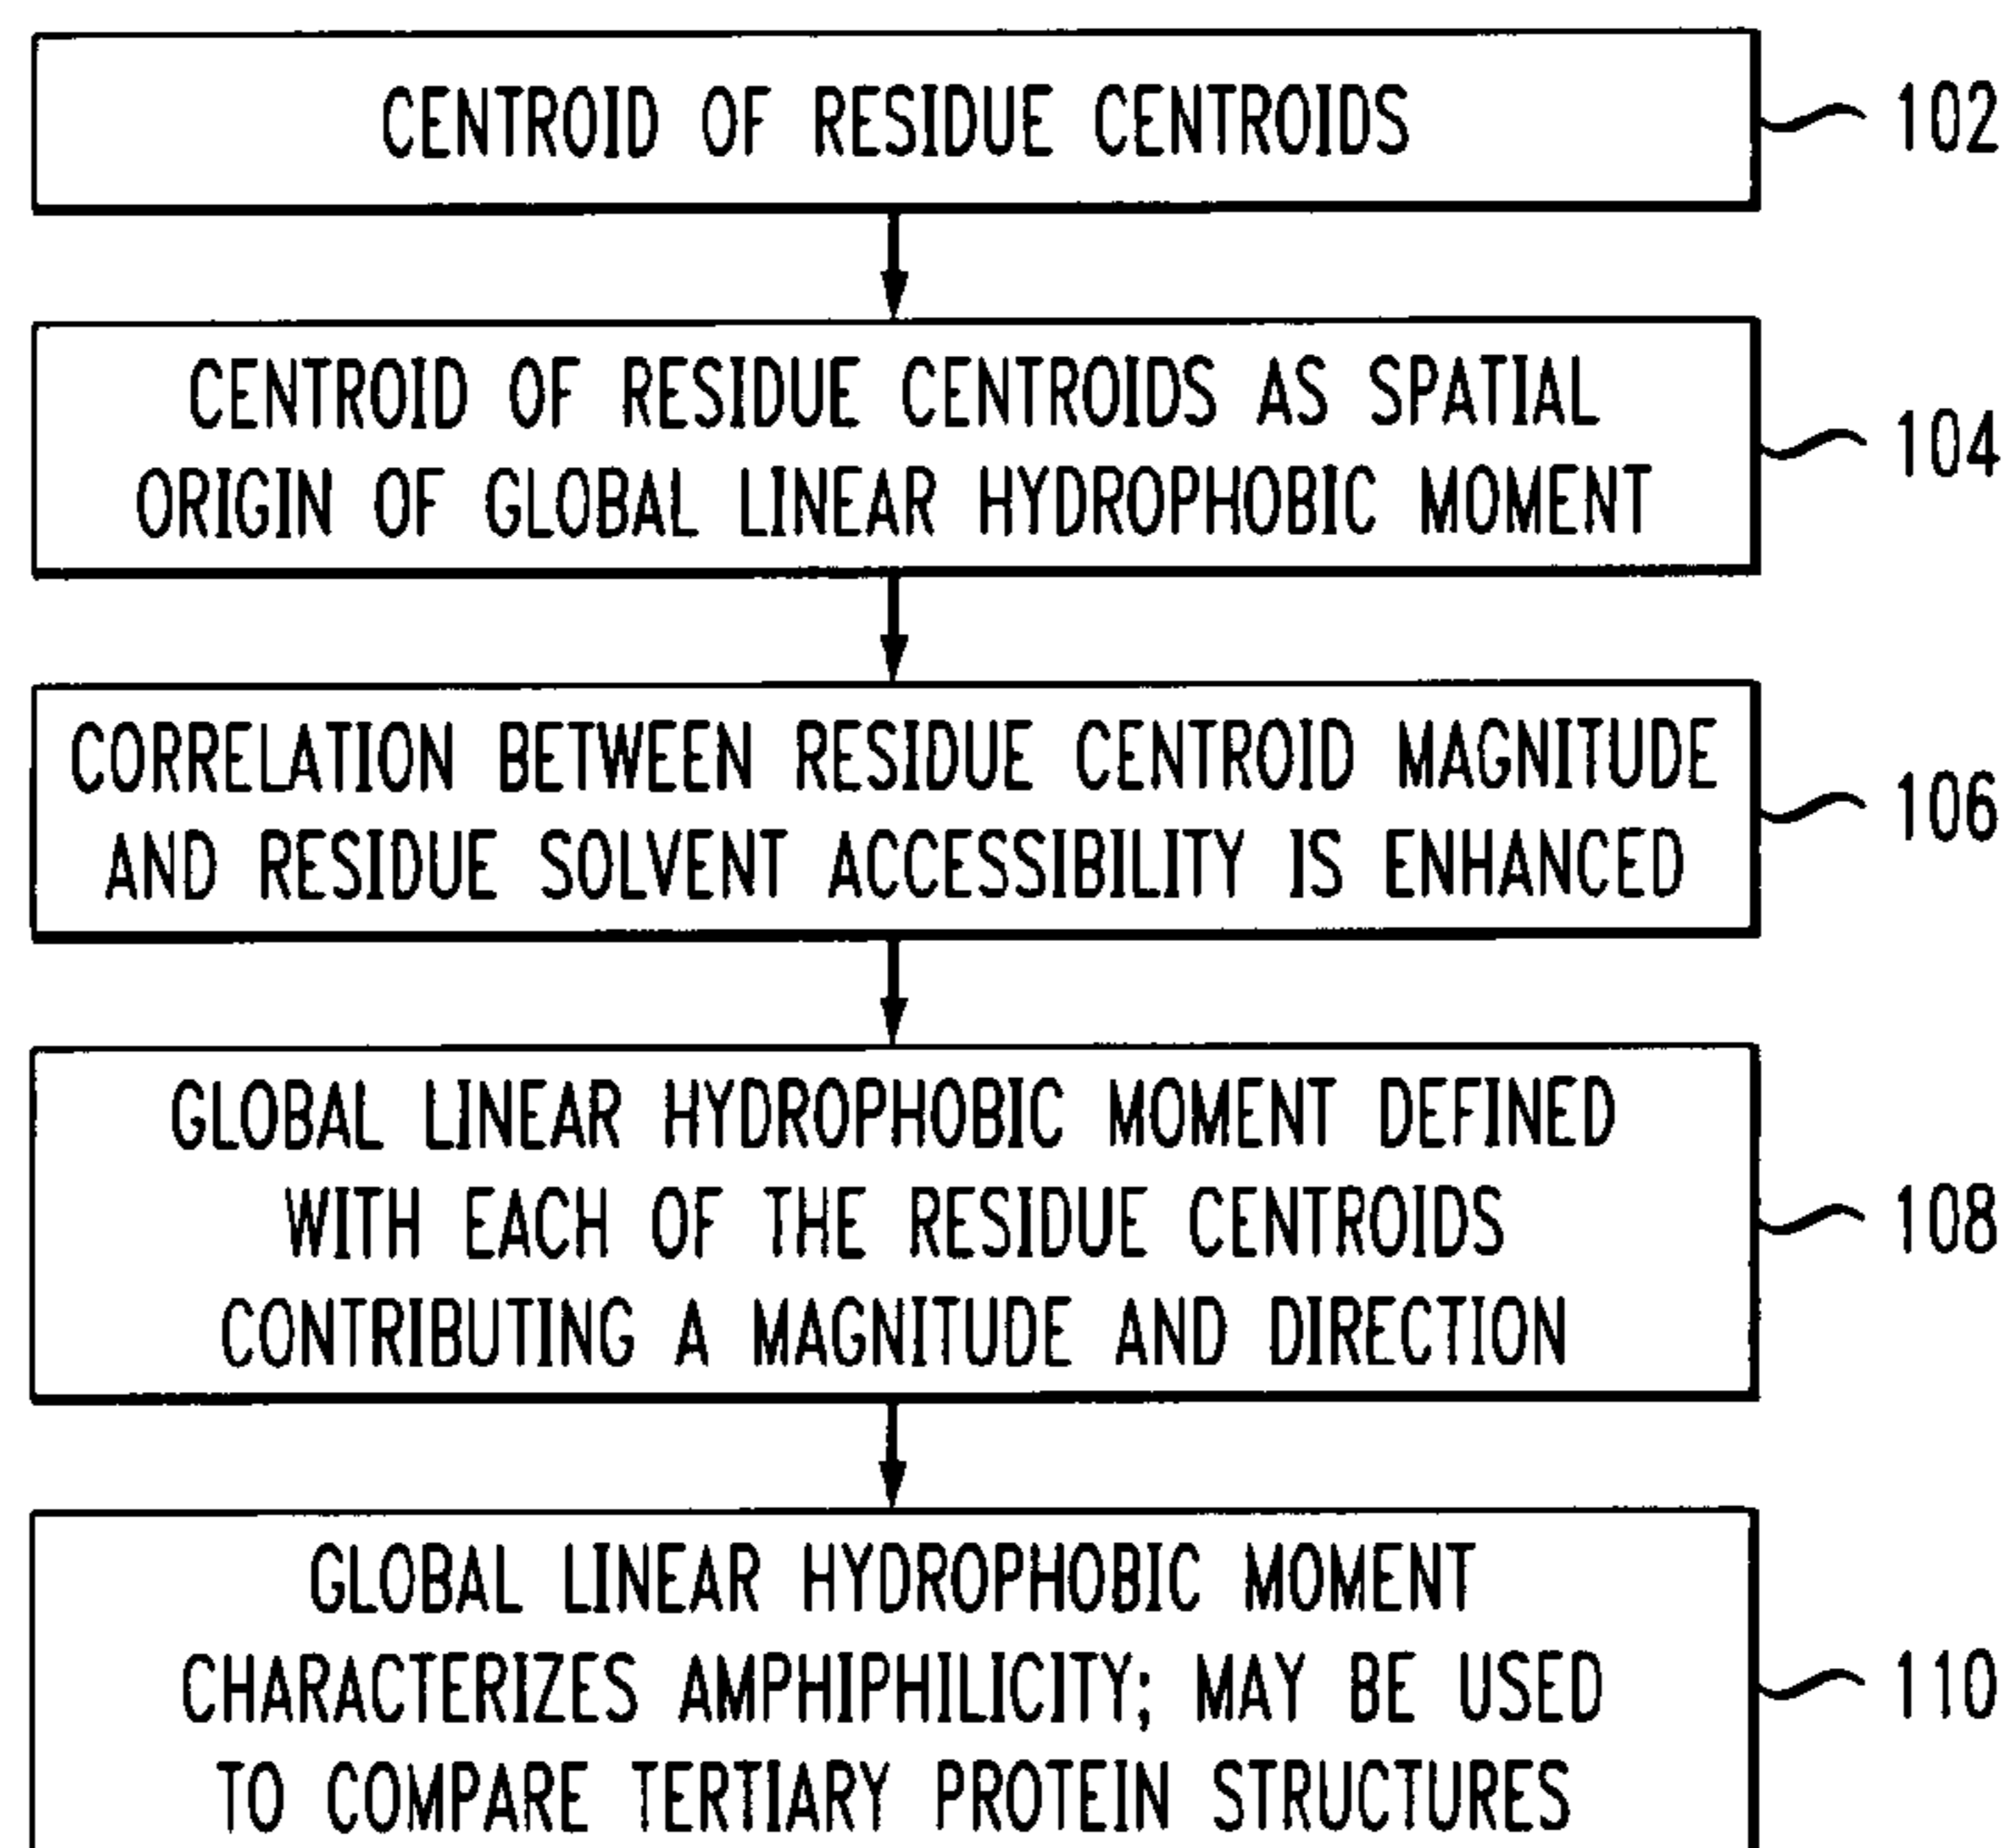 CENTROID OF RESIDUE CENTROIDS
102
CENTROID OF RESIDUE CENTROIDS AS SPATIAL
ORIGIN OF GLOBAL LINEAR HYDROPHOBIC MOMENT
104
CORRELATION BETWEEN RESIDUE CENTROID MAGNITUDE
AND RESIDUE SOLVENT ACCESSIBILITY IS ENHANCED
106
GLOBAL LINEAR HYDROPHOBIC MOMENT DEFINED
WITH EACH OF THE RESIDUE CENTROIDS
CONTRIBUTING A MAGNITUDE AND DIRECTION
108
GLOBAL LINEAR HYDROPHOBIC MOMENT
CHARACTERIZES AMPHIPHILICITY; MAY BE USED
TO COMPARE TERTIARY PROTEIN STRUCTURES
110